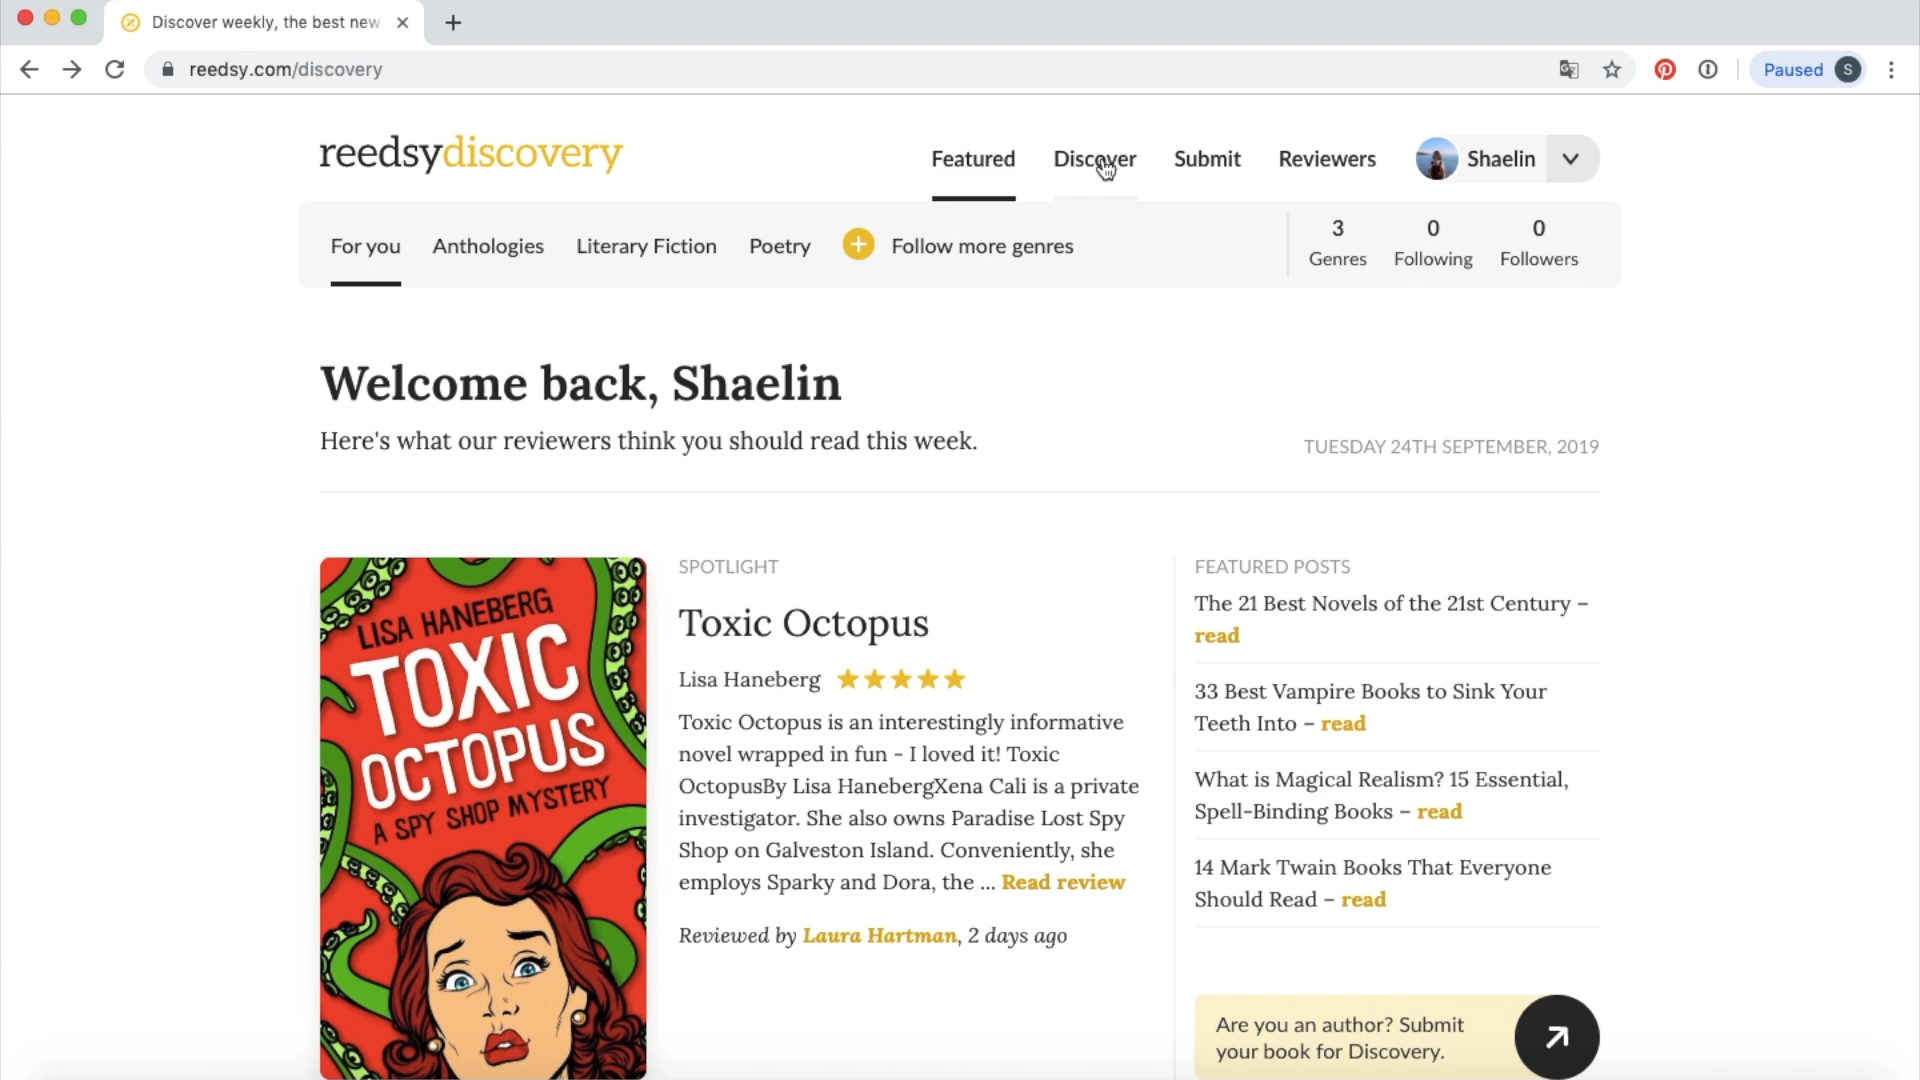 Discover weekly, the best new
reedsy.com/discovery
Paused S
reedsydiscovery
Featured Discover Submit Reviewers Shaelin
For you Anthologies Literary Fiction Poetry + Follow more genres
3 0 0
Genres Following Followers
Welcome back, Shaelin
Here's what our reviewers think you should read this week.
TUESDAY 24TH SEPTEMBER, 2019
LISA HANEBERG
TOXIC
OCTOPUS
A SPY SHOP MYSTERY
SPOTLIGHT
Toxic Octopus
Lisa Haneberg
Toxic Octopus is an interestingly informative
novel wrapped in fun - I loved it! Toxic
OctopusBy Lisa HanebergXena Cali is a private
investigator. She also owns Paradise Lost Spy
Shop on Galveston Island. Conveniently, she
employs Sparky and Dora, the ... Read review
Reviewed by Laura Hartman, 2 days ago
FEATURED POSTS
The 21 Best Novels of the 21st Century –
read
33 Best Vampire Books to Sink Your
Teeth Into – read
What is Magical Realism? 15 Essential,
Spell-Binding Books – read
14 Mark Twain Books That Everyone
Should Read – read
Are you an author? Submit
your book for Discovery.